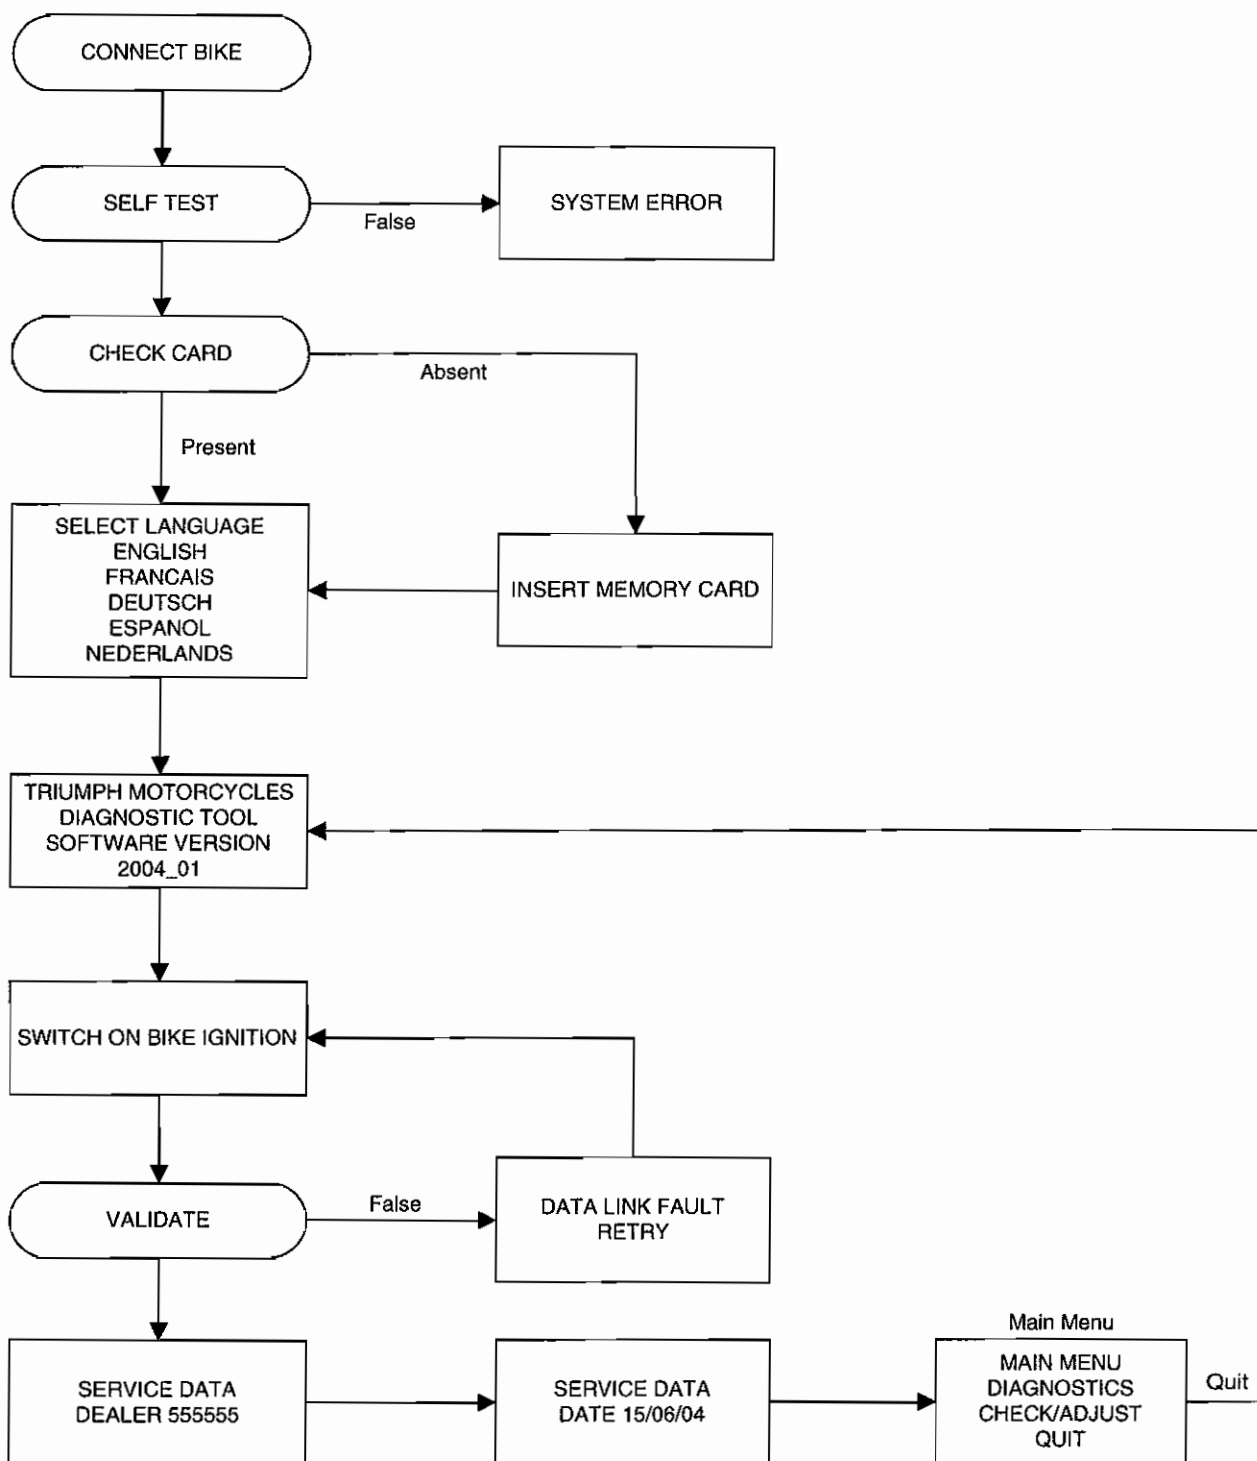 CONNECT BIKE
SELF TEST
False
SYSTEM ERROR
CHECK CARD
Absent
Present
SELECT LANGUAGE
ENGLISH
FRANCAIS
DEUTSCH
ESPANOL
NEDERLANDS
INSERT MEMORY CARD
TRIUMPH MOTORCYCLES
DIAGNOSTIC TOOL
SOFTWARE VERSION
2004_01
SWITCH ON BIKE IGNITION
VALIDATE
False
DATA LINK FAULT
RETRY
SERVICE DATA
DEALER 555555
SERVICE DATA
DATE 15/06/04
Main Menu
MAIN MENU
DIAGNOSTICS
CHECK/ADJUST
QUIT
Quit